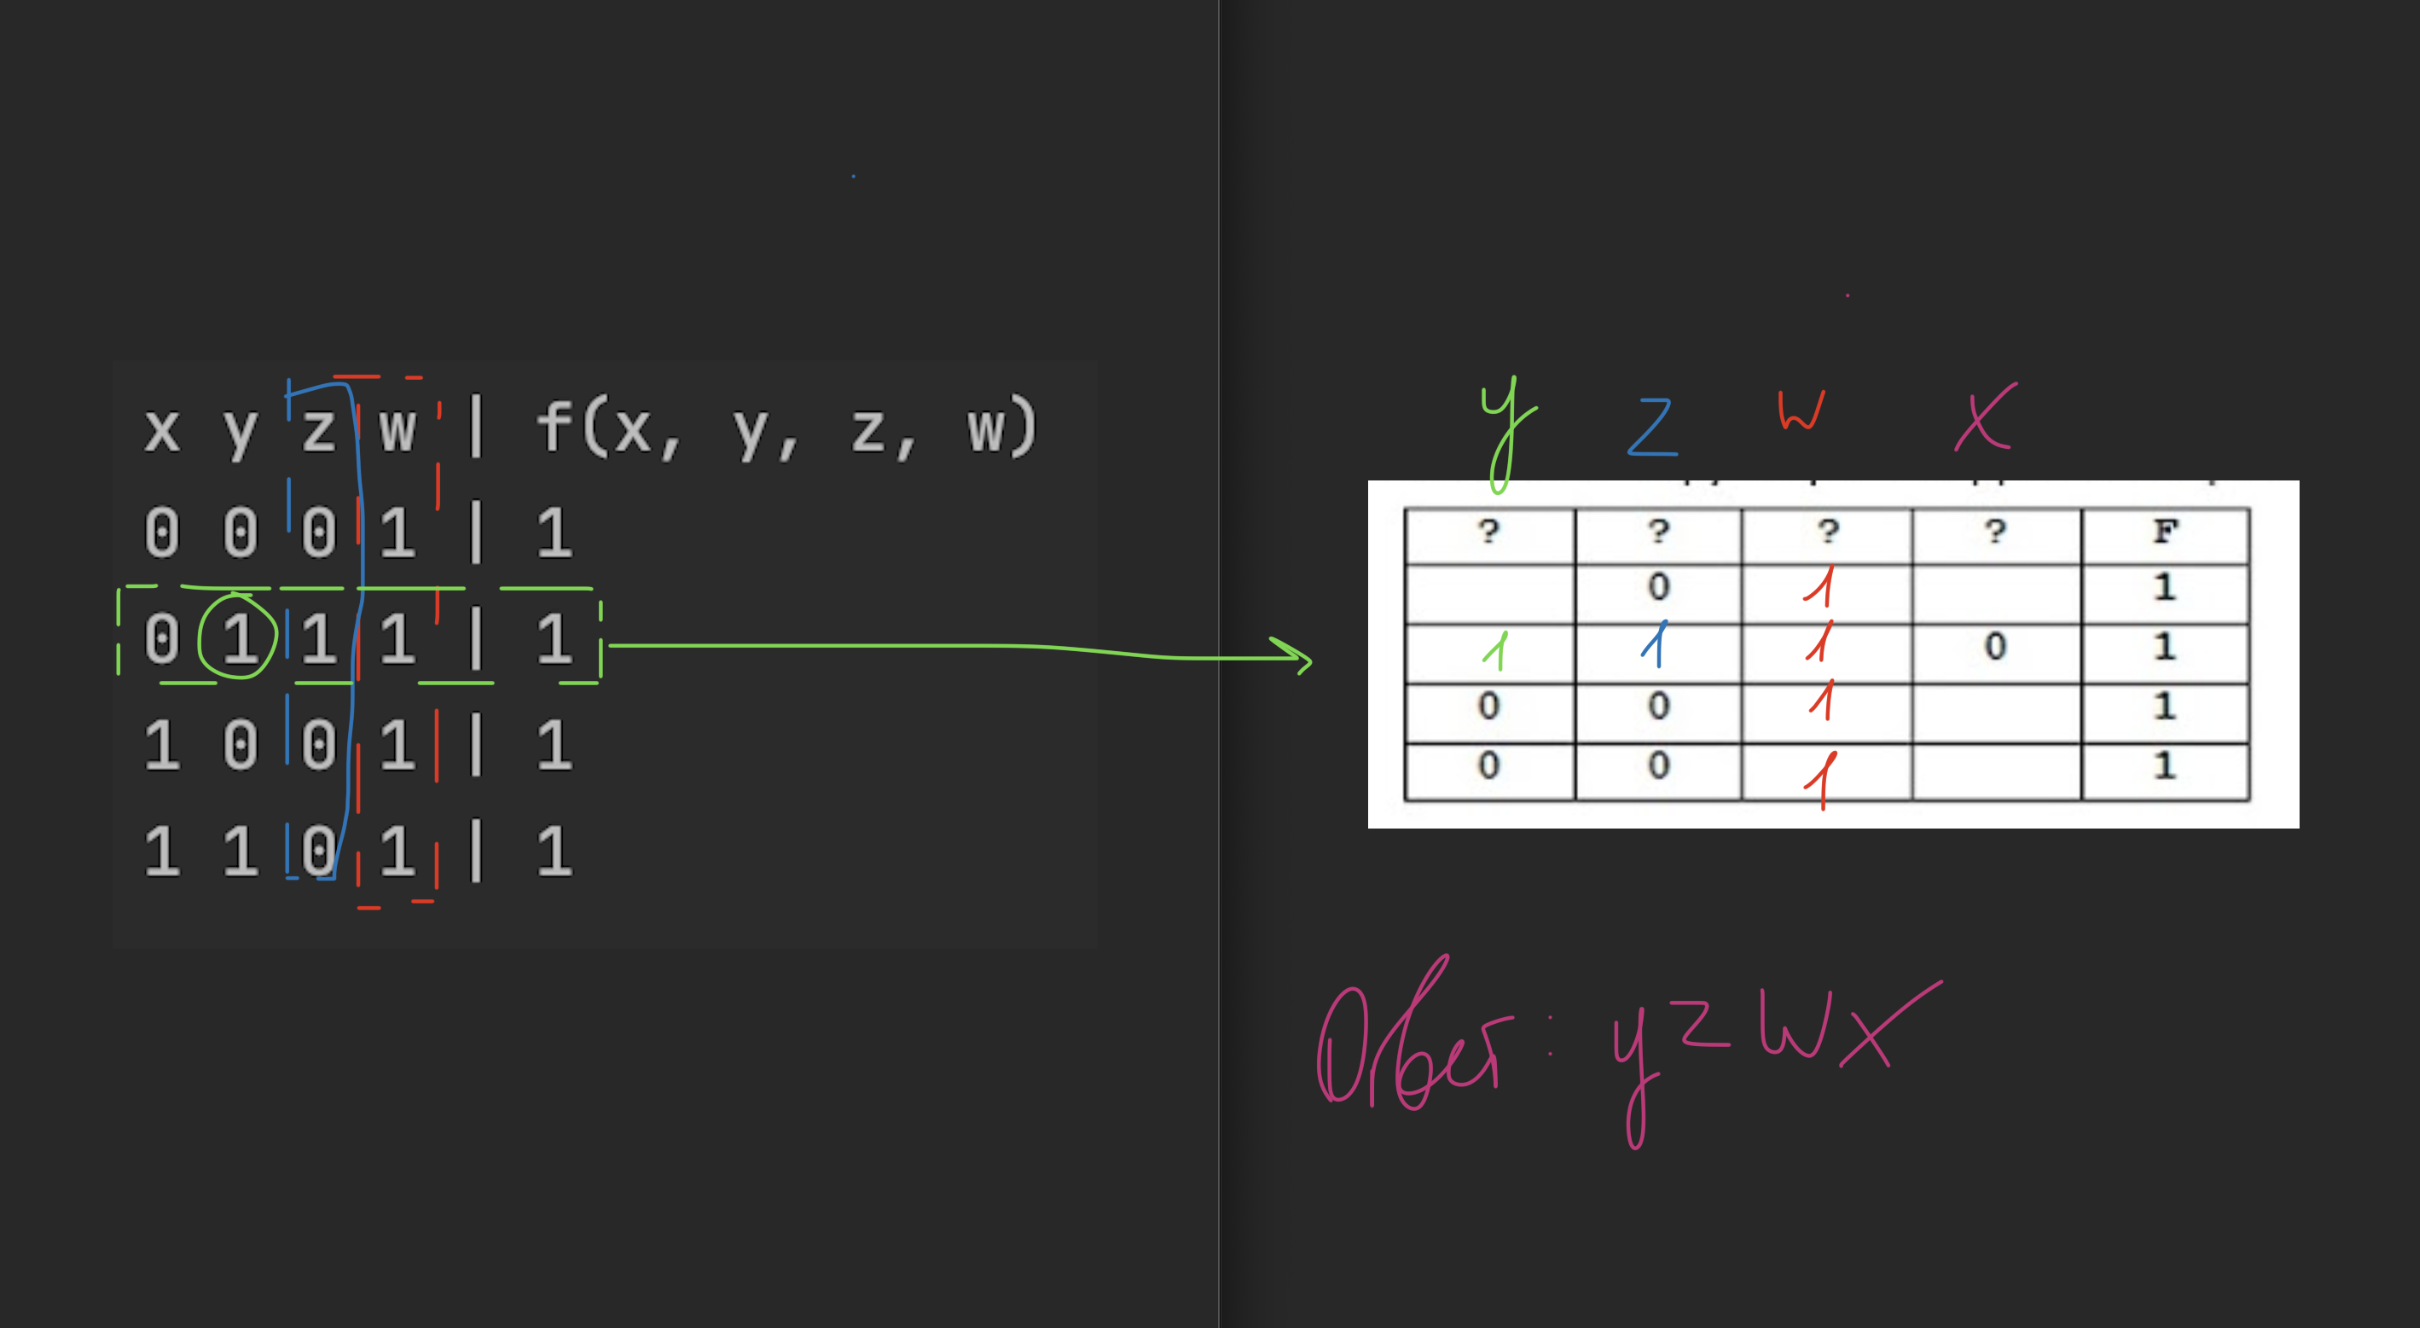 x y z w | f(x, y, z, w)
0 0 0 1 | 1
0 1 1 1 | 1
1 0 0 1 | 1
1 1 0 1 | 1
y z w x
? ? ? ? F
0 1 1
1 1 1 0 1
0 0 1 1
0 0 1 1
Ответ: y z w x